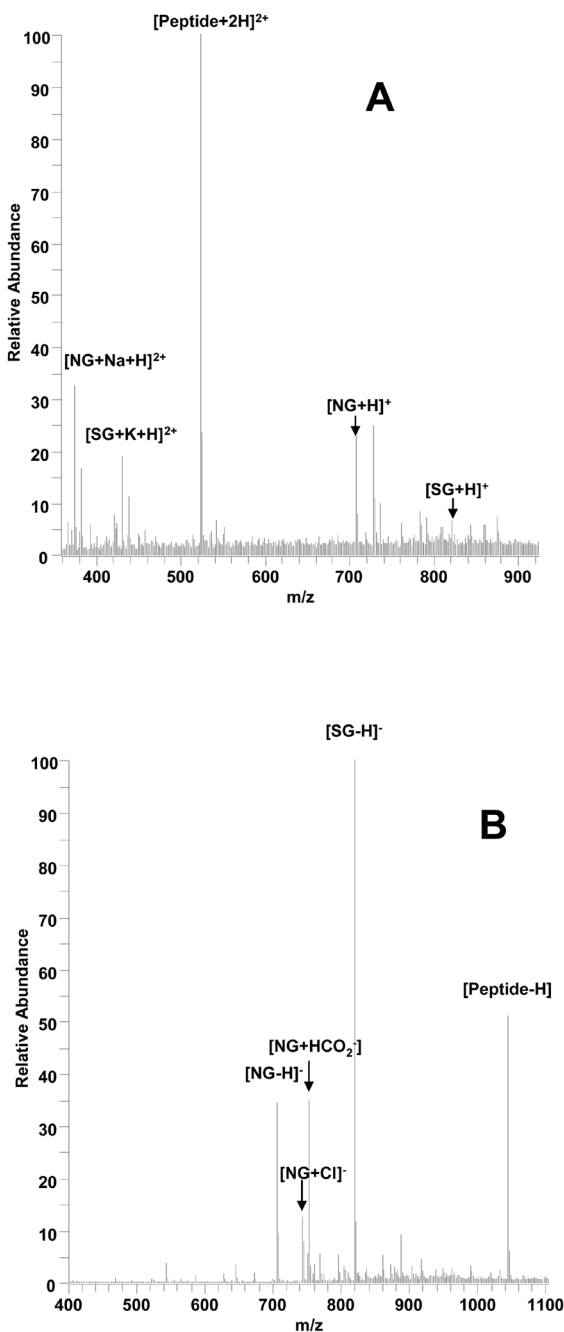 [Peptide+2H]²⁺
A
100
90
80
70
60
50
40
30
20
10
0
Relative Abundance
[NG+Na+H]²⁺
[SG+K+H]²⁺
[NG+H]⁺
[SG+H]⁺
400 500 600 700 800 900
m/z
[SG-H]⁻
B
100
90
80
70
60
50
40
30
20
10
0
Relative Abundance
[Peptide-H]
[NG+HCO₂⁻]
[NG-H]⁻
[NG+Cl]⁻
400 500 600 700 800 900 1000 1100
m/z